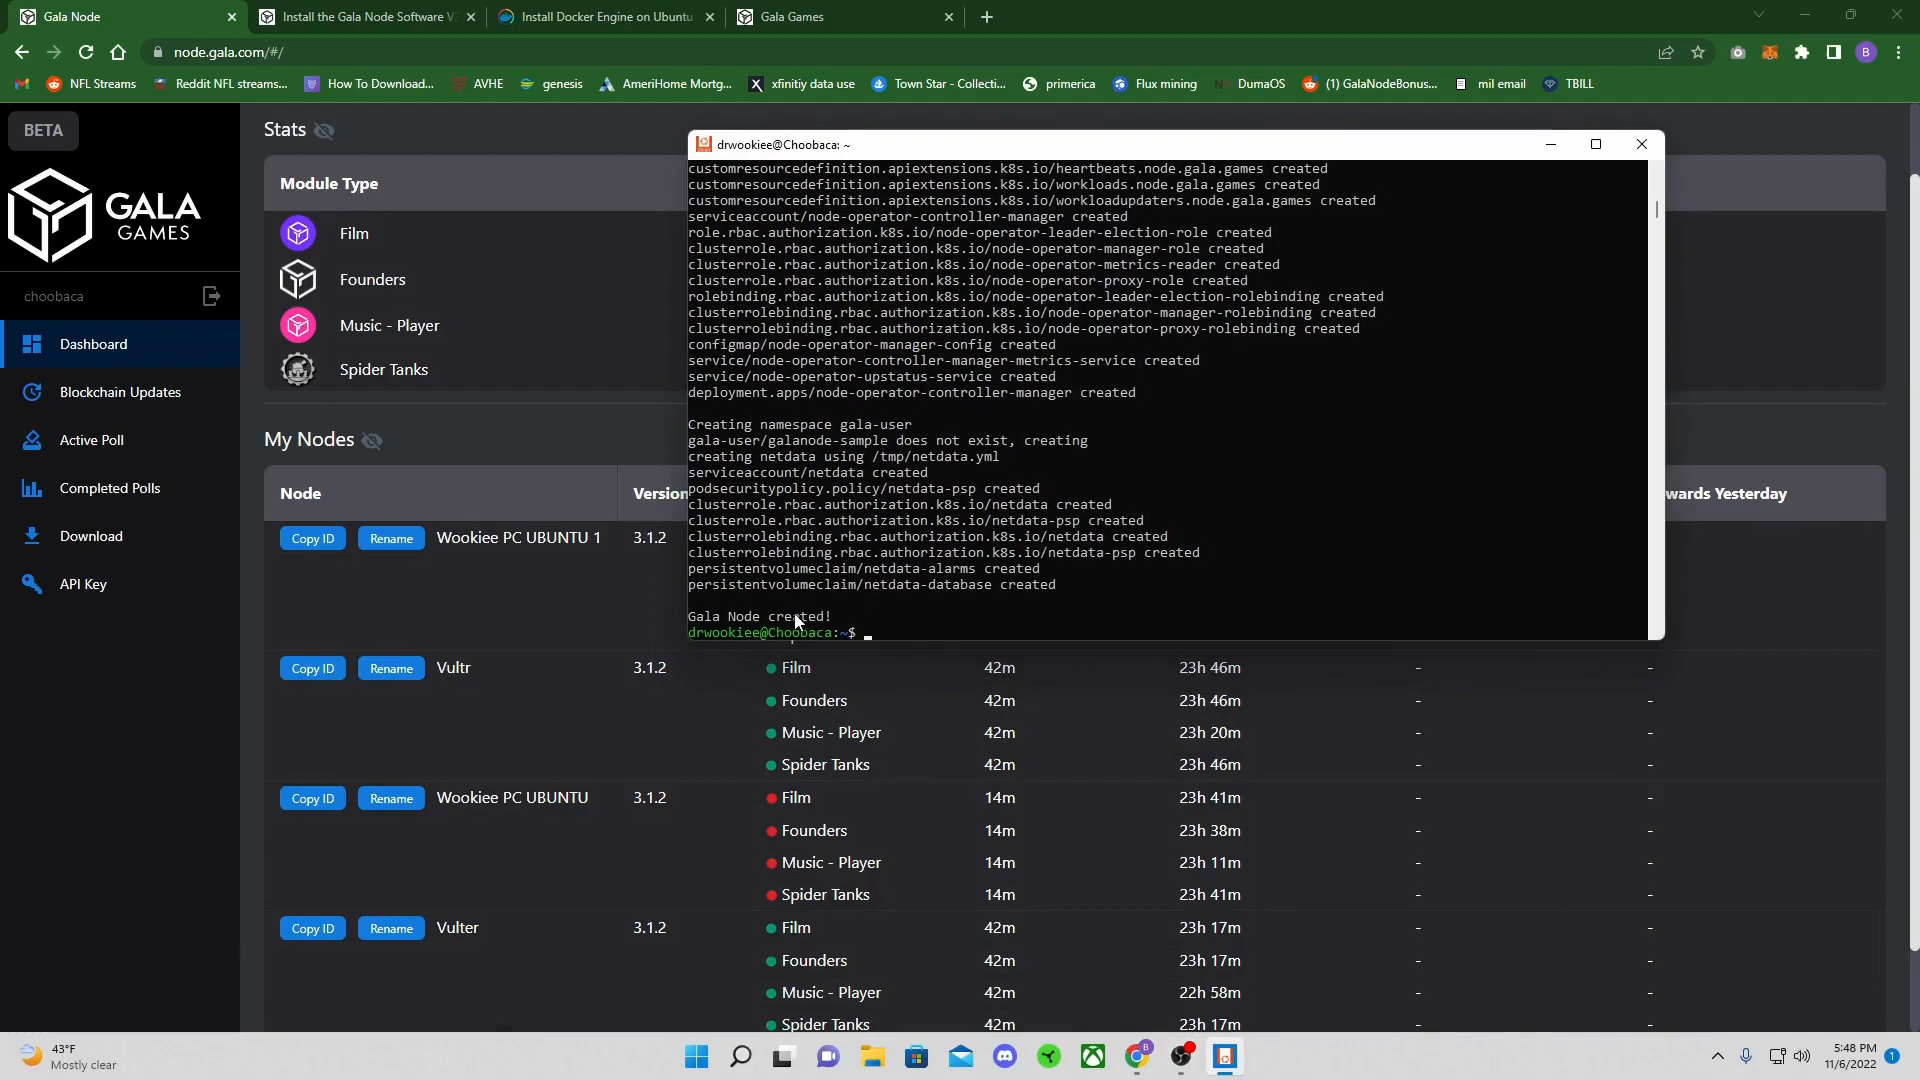 Gala Node
Install the Gala Node Software V
Install Docker Engine on Ubuntu
Gala Games
node.gala.com/#/
B
NFL Streams
Reddit NFL streams...
How To Download...
AVHE
genesis
AmeriHome Mortg...
xfinitiy data use
Town Star - Collecti...
primerica
Flux mining
DumaOS
(1) GalaNodeBonus...
mil email
TBILL
BETA
GALA
GAMES
choobaca
Dashboard
Blockchain Updates
Active Poll
Completed Polls
Download
API Key
Stats
Module Type
Film
Founders
Music - Player
Spider Tanks
My Nodes
Node
Version
wards Yesterday
Copy ID Rename Wookiee PC UBUNTU 1 3.1.2
drwookiee@Choobaca: ~
customresourcedefinition.apiextensions.k8s.io/heartbeats.node.gala.games created
customresourcedefinition.apiextensions.k8s.io/workloads.node.gala.games created
customresourcedefinition.apiextensions.k8s.io/workloadupdaters.node.gala.games created
serviceaccount/node-operator-controller-manager created
role.rbac.authorization.k8s.io/node-operator-leader-election-role created
clusterrole.rbac.authorization.k8s.io/node-operator-manager-role created
clusterrole.rbac.authorization.k8s.io/node-operator-metrics-reader created
clusterrole.rbac.authorization.k8s.io/node-operator-proxy-role created
rolebinding.rbac.authorization.k8s.io/node-operator-leader-election-rolebinding created
clusterrolebinding.rbac.authorization.k8s.io/node-operator-manager-rolebinding created
clusterrolebinding.rbac.authorization.k8s.io/node-operator-proxy-rolebinding created
configmap/node-operator-manager-config created
service/node-operator-controller-manager-metrics-service created
service/node-operator-upstatus-service created
deployment.apps/node-operator-controller-manager created
Creating namespace gala-user
gala-user/galanode-sample does not exist, creating
creating netdata using /tmp/netdata.yml
serviceaccount/netdata created
podsecuritypolicy.policy/netdata-psp created
clusterrole.rbac.authorization.k8s.io/netdata created
clusterrole.rbac.authorization.k8s.io/netdata-psp created
clusterrolebinding.rbac.authorization.k8s.io/netdata created
clusterrolebinding.rbac.authorization.k8s.io/netdata-psp created
persistentvolumeclaim/netdata-alarms created
persistentvolumeclaim/netdata-database created
Gala Node created!
drwookiee@Choobaca:~$
Copy ID Rename Vultr 3.1.2 Film 42m 23h 46m - -
Founders 42m 23h 46m - -
Music - Player 42m 23h 20m - -
Spider Tanks 42m 23h 46m - -
Copy ID Rename Wookiee PC UBUNTU 3.1.2 Film 14m 23h 41m - -
Founders 14m 23h 38m - -
Music - Player 14m 23h 11m - -
Spider Tanks 14m 23h 41m - -
Copy ID Rename Vulter 3.1.2 Film 42m 23h 17m - -
Founders 42m 23h 17m - -
Music - Player 42m 22h 58m - -
Spider Tanks 42m 23h 17m - -
43°F
Mostly clear
B
5:48 PM
11/6/2022
1